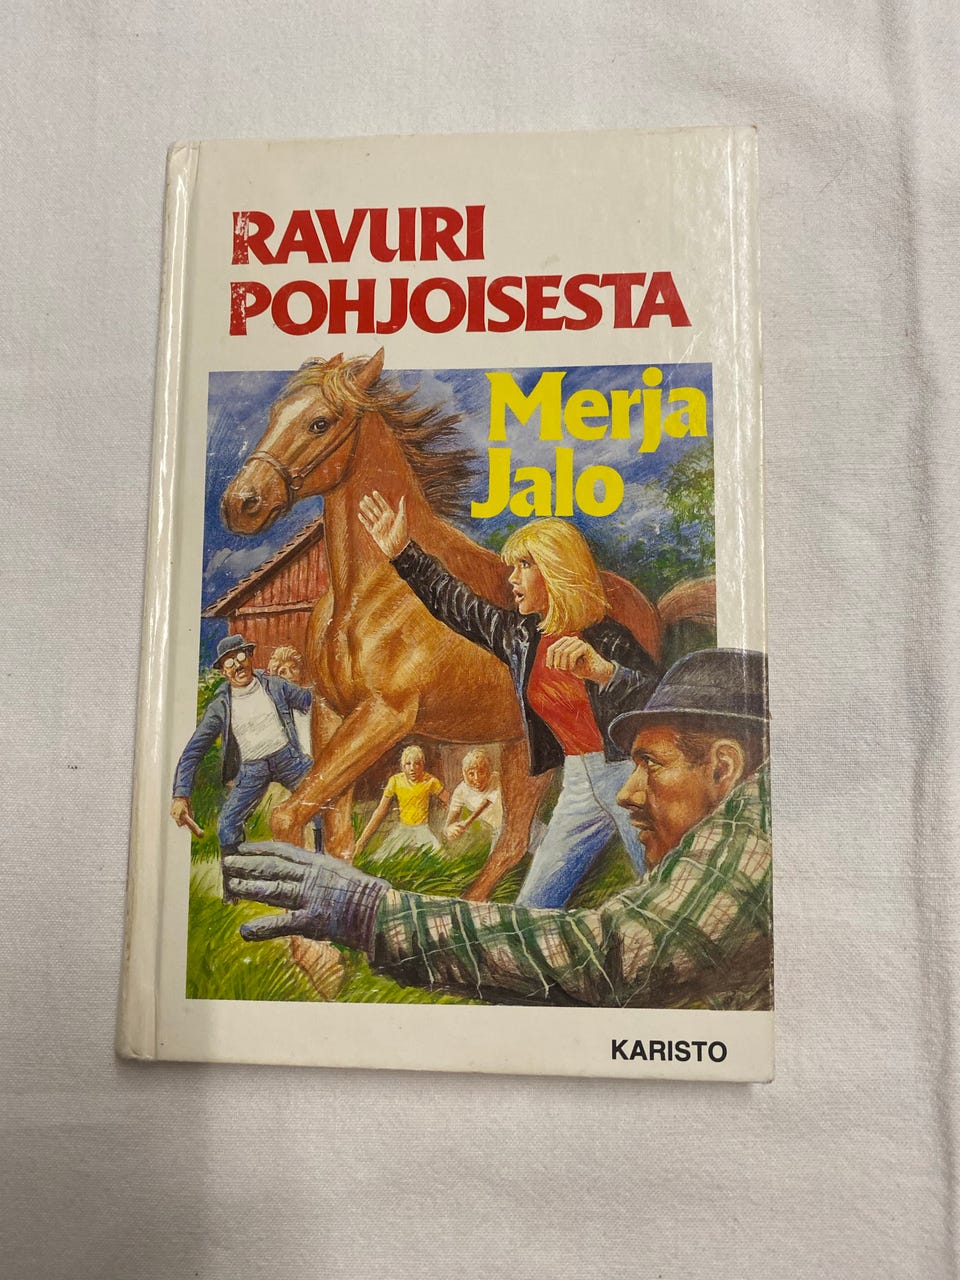 RAVURI
POHJOISESTA
Merja
Jalo
KARISTO